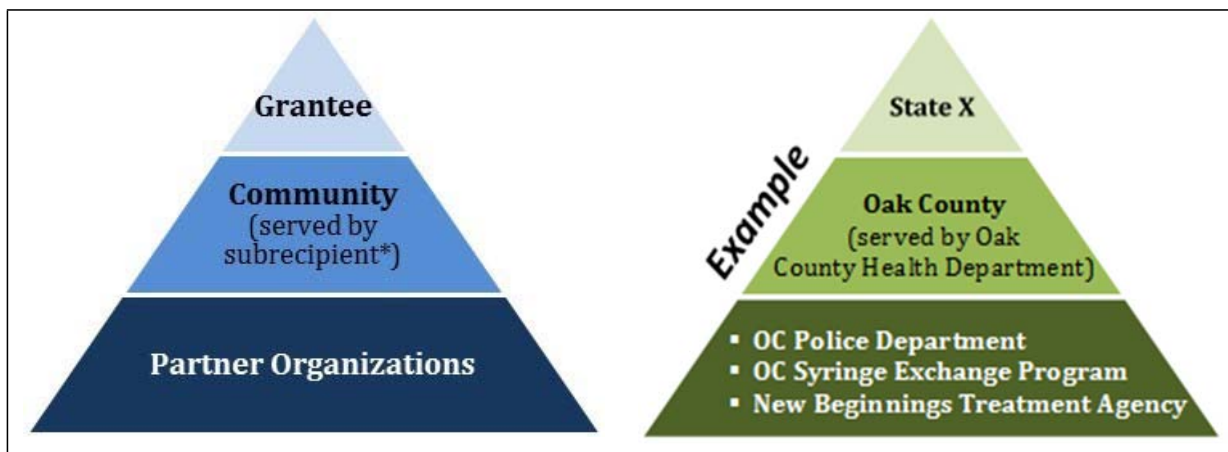 Grantee
Community
(served by
subrecipient*)
Partner Organizations
Example
State X
Oak County
(served by Oak
County Health Department)
▪ OC Police Department
▪ OC Syringe Exchange Program
▪ New Beginnings Treatment Agency